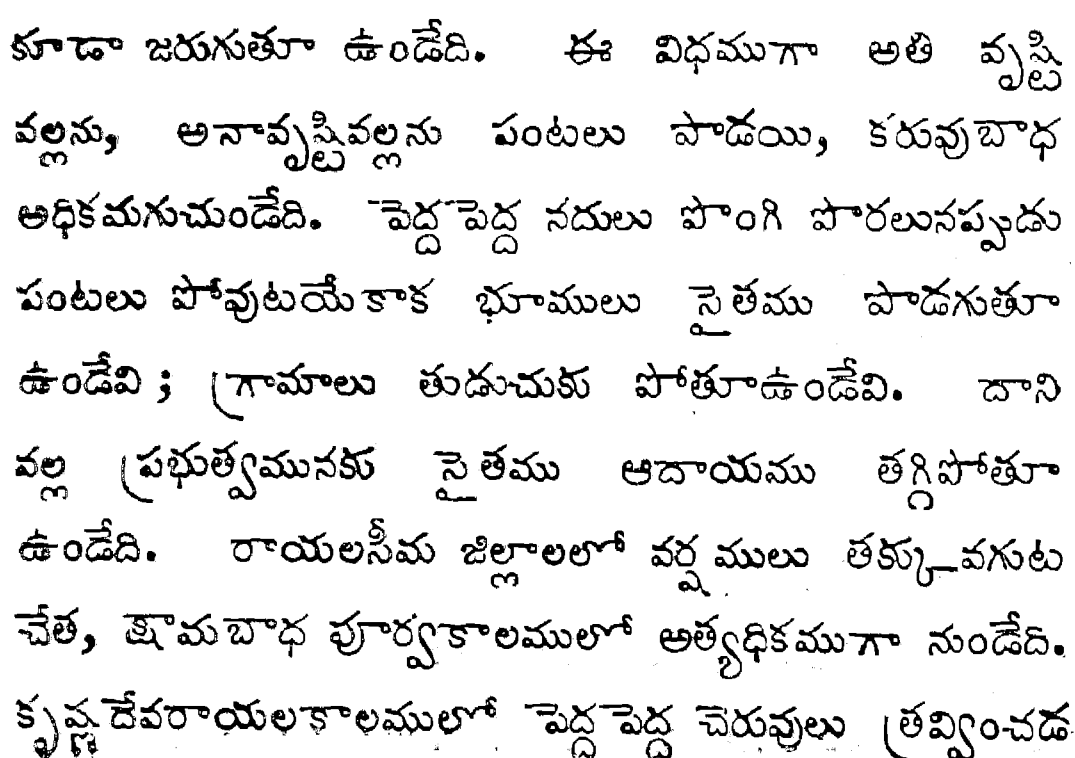 కూడా జరుగుతూ ఉండేది. ఈ విధముగా అతి వృష్టి
వల్లను, అనావృష్టివల్లను పంటలు పాడయి, కరువుబాధ
అధికమగుచుండేది. పెద్దపెద్ద నదులు పొంగి పొరలునప్పుడు
పంటలు పోవుటయేకాక భూములు సైతము పాడగుతూ
ఉండేవి ; గ్రామాలు తుడుచుకు పోతూఉండేవి. దాని
వల్ల ప్రభుత్వమునకు సైతము ఆదాయము తగ్గిపోతూ
ఉండేది. రాయలసీమ జిల్లాలలో వర్షములు తక్కువగుట
చేత, క్షామబాధ పూర్వకాలములో అత్యధికముగా నుండేది.
కృష్ణదేవరాయలకాలములో పెద్దపెద్ద చెరువులు త్రవ్వించడ